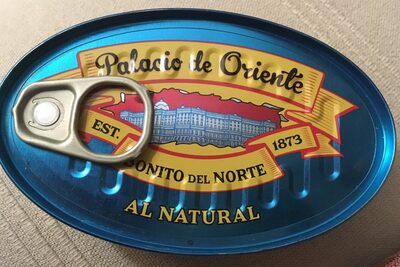 Palacio de Oriente
EST. 1873
BONITO DEL NORTE
AL NATURAL